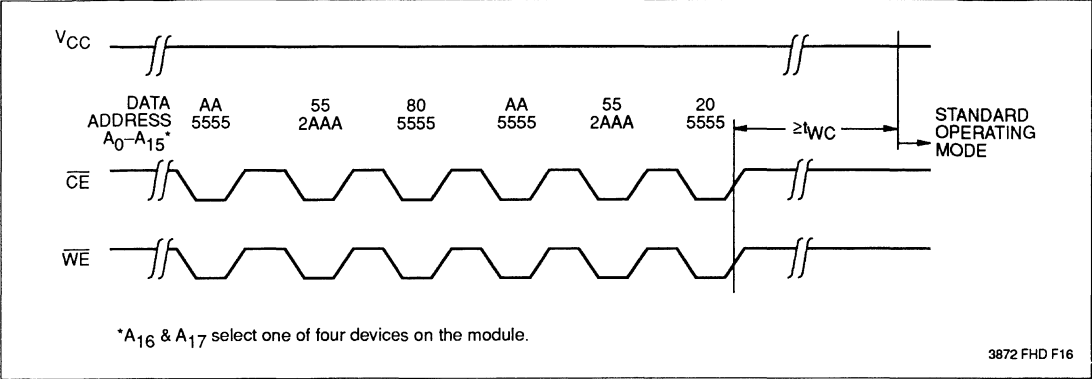 VCC
DATA AA 55 80 AA 55 20
ADDRESS 5555 2AAA 5555 5555 2AAA 5555
A0–A15*
≥tWC
STANDARD
OPERATING
MODE
CE
WE
*A16 & A17 select one of four devices on the module.
3872 FHD F16